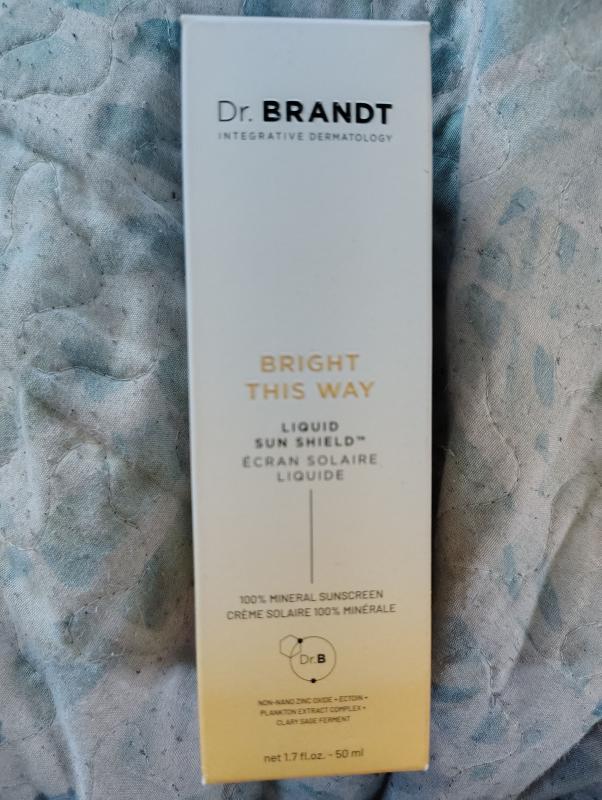 Dr. BRANDT
INTEGRATIVE DERMATOLOGY
BRIGHT
THIS WAY
LIQUID
SUN SHIELD™
ÉCRAN SOLAIRE
LIQUIDE
100% MINERAL SUNSCREEN
CRÈME SOLAIRE 100% MINÉRALE
Dr.B
NON-NANO ZINC OXIDE • ECTOIN •
PLANKTON EXTRACT COMPLEX •
CLARY SAGE FERMENT
net 1.7 fl.oz. - 50 ml